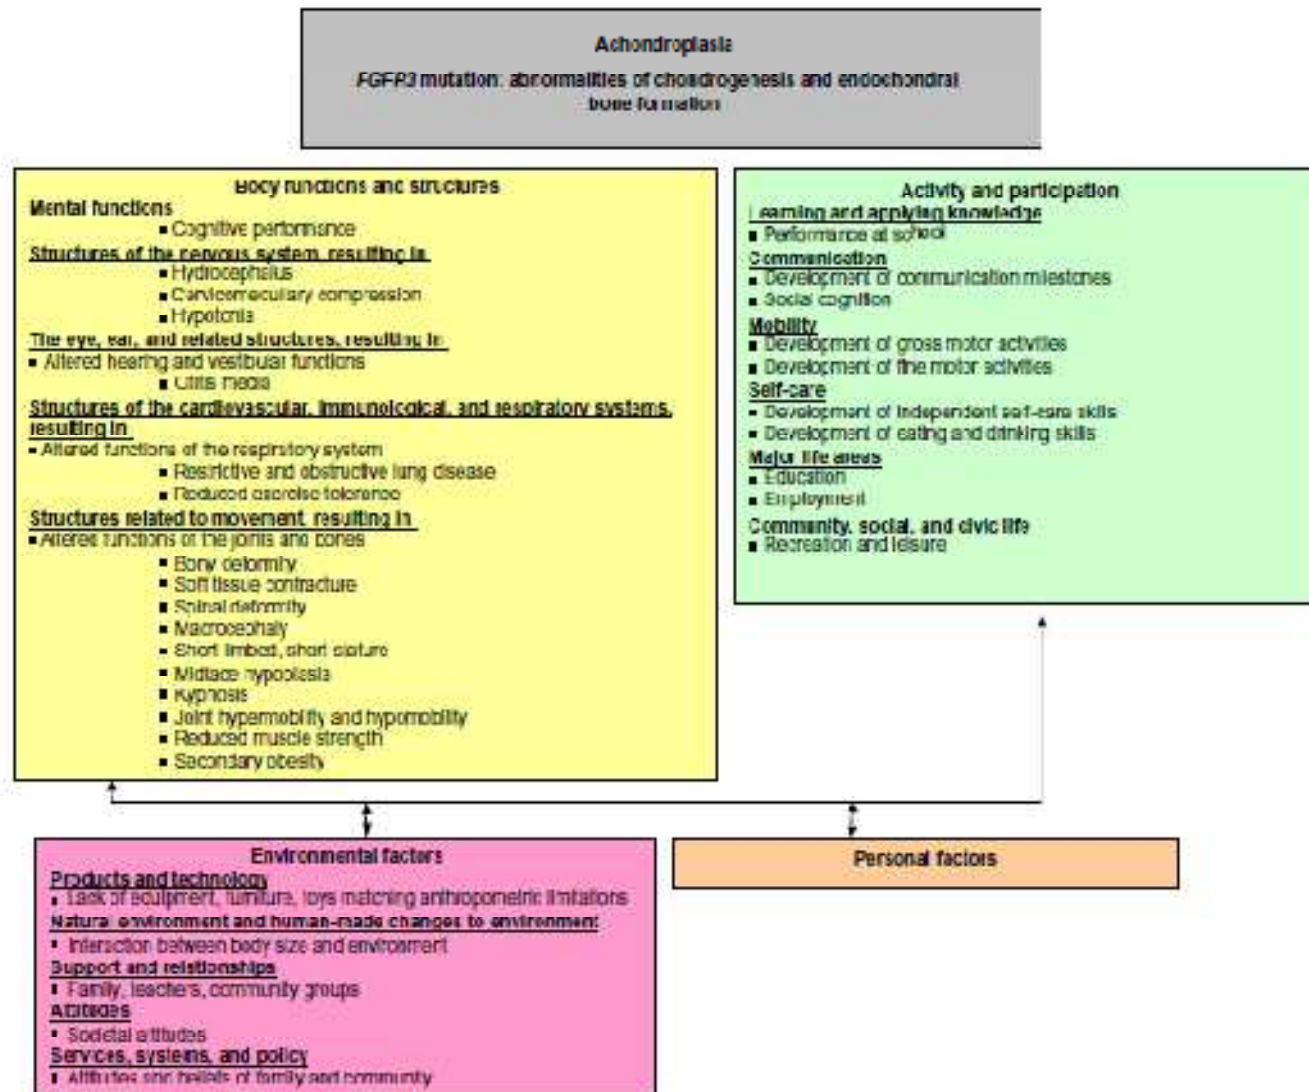 Achondroplasia
FGFR3 mutation: abnormalities of chondrogenesis and endochondral
bone formation
Body functions and structures
Mental functions
▪ Cognitive performance
Structures of the nervous system, resulting in
▪ Hydrocephalus
▪ Cervicomedullary compression
▪ Hypotonia
The eye, ear, and related structures, resulting in
▪ Altered hearing and vestibular functions
▪ Otitis media
Structures of the cardiovascular, immunological, and respiratory systems,
resulting in
▪ Altered functions of the respiratory system
▪ Restrictive and obstructive lung disease
▪ Reduced exercise tolerance
Structures related to movement, resulting in
▪ Altered functions of the joints and bones
▪ Bony deformity
▪ Soft tissue contracture
▪ Spinal deformity
▪ Macrocephaly
▪ Short limbed, short stature
▪ Midface hypoplasia
▪ Kyphosis
▪ Joint hypermobility and hypomobility
▪ Reduced muscle strength
▪ Secondary obesity
Activity and participation
Learning and applying knowledge
▪ Performance at school
Communication
▪ Development of communication milestones
▪ Social cognition
Mobility
▪ Development of gross motor activities
▪ Development of fine motor activities
Self-care
▪ Development of independent self-care skills
▪ Development of eating and drinking skills
Major life areas
▪ Education
▪ Employment
Community, social, and civic life
▪ Recreation and leisure
Environmental factors
Products and technology
▪ Lack of equipment, furniture, toys matching anthropometric limitations
Natural environment and human-made changes to environment
▪ Interaction between body size and environment
Support and relationships
▪ Family, teachers, community groups
Attitudes
▪ Societal attitudes
Services, systems, and policy
▪ Attitudes and beliefs of family and community
Personal factors